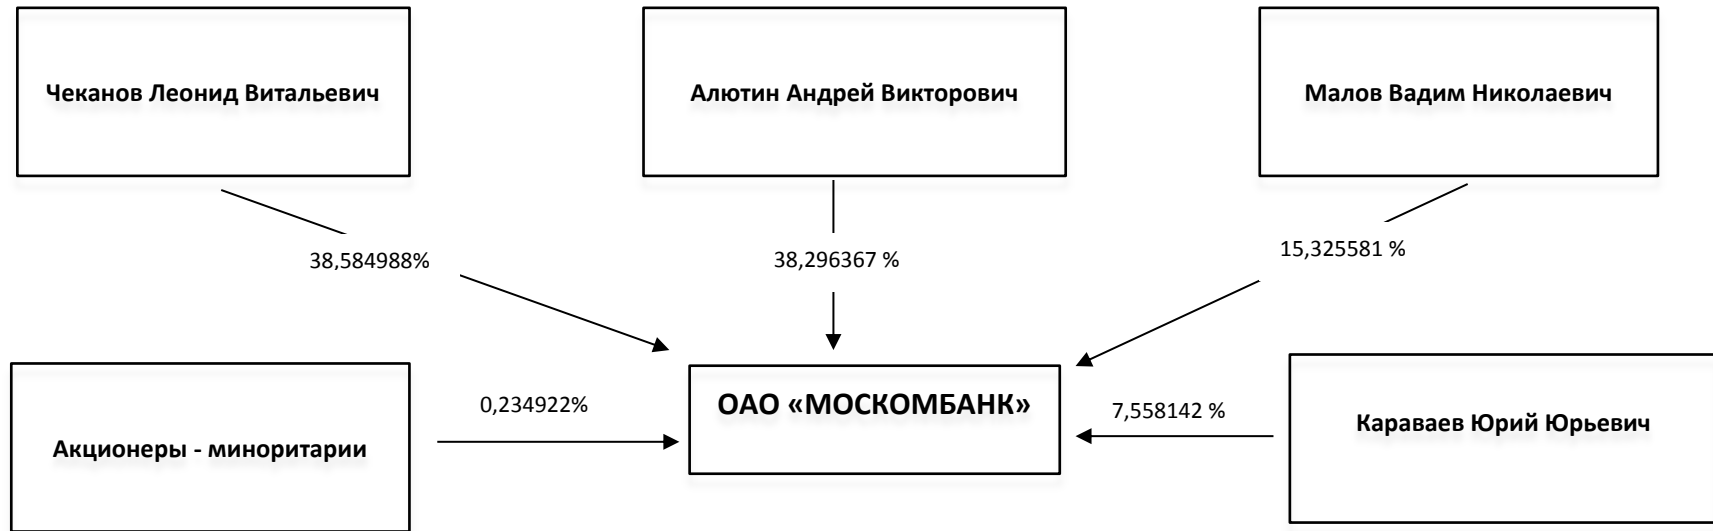 Чеканов Леонид Витальевич
Алютин Андрей Викторович
Малов Вадим Николаевич
38,584988%
38,296367 %
15,325581 %
Акционеры - миноритарии
0,234922%
ОАО «МОСКОМБАНК»
7,558142 %
Караваев Юрий Юрьевич